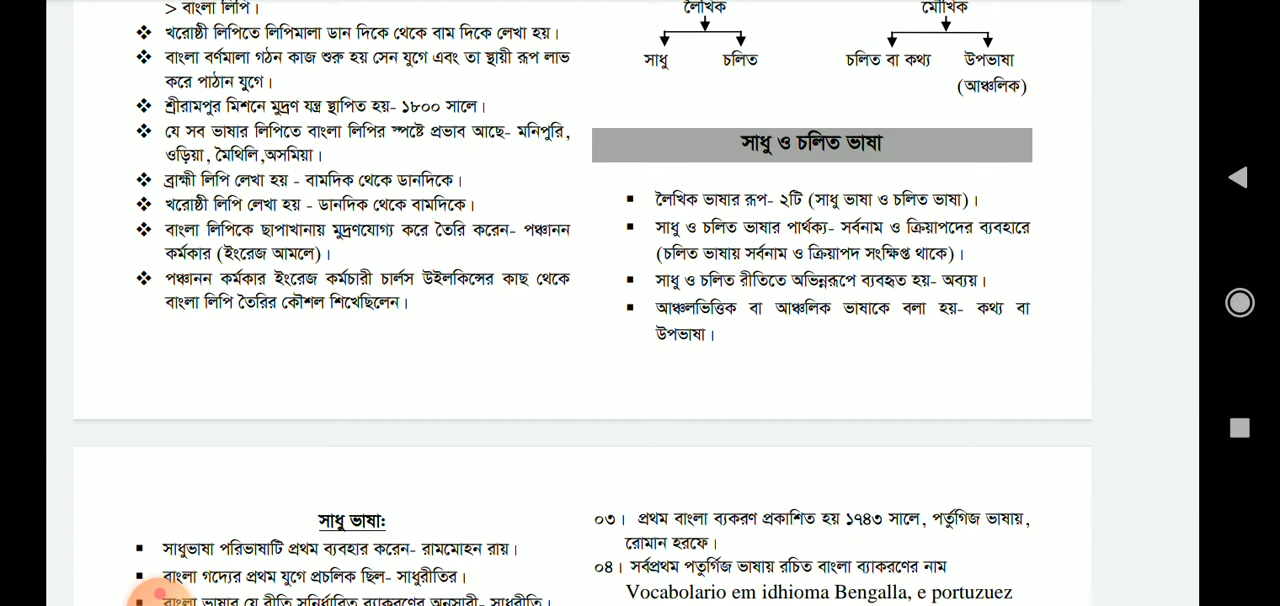 > বাংলা লিপি।
❖ খরোষ্ঠী লিপিতে লিপিমালা ডান দিকে থেকে বাম দিকে লেখা হয়।
❖ বাংলা বর্ণমালা গঠন কাজ শুরু হয় সেন যুগে এবং তা স্থায়ী রূপ লাভ
করে পাঠান যুগে।
❖ শ্রীরামপুর মিশনে মুদ্রণ যন্ত্র স্থাপিত হয়- ১৮০০ সালে।
❖ যে সব ভাষার লিপিতে বাংলা লিপির স্পষ্টে প্রভাব আছে- মনিপুরি,
ওড়িয়া, মৈথিলি,অসমিয়া।
❖ ব্রাহ্মী লিপি লেখা হয় - বামদিক থেকে ডানদিকে।
❖ খরোষ্ঠী লিপি লেখা হয় - ডানদিক থেকে বামদিকে।
❖ বাংলা লিপিকে ছাপাখানায় মুদ্রণযোগ্য করে তৈরি করেন- পঞ্চানন
কর্মকার (ইংরেজ আমলে)।
❖ পঞ্চানন কর্মকার ইংরেজ কর্মচারী চার্লস উইলকিন্সের কাছ থেকে
বাংলা লিপি তৈরির কৌশল শিখেছিলেন।
লৈখিক মৌখিক
সাধু চলিত চলিত বা কথ্য উপভাষা
(আঞ্চলিক)
সাধু ও চলিত ভাষা
▪ লৈখিক ভাষার রূপ- ২টি (সাধু ভাষা ও চলিত ভাষা)।
▪ সাধু ও চলিত ভাষার পার্থক্য- সর্বনাম ও ক্রিয়াপদের ব্যবহারে
(চলিত ভাষায় সর্বনাম ও ক্রিয়াপদ সংক্ষিপ্ত থাকে)।
▪ সাধু ও চলিত রীতিতে অভিন্নরূপে ব্যবহৃত হয়- অব্যয়।
▪ আঞ্চলভিত্তিক বা আঞ্চলিক ভাষাকে বলা হয়- কথ্য বা
উপভাষা।
সাধু ভাষা:
▪ সাধুভাষা পরিভাষাটি প্রথম ব্যবহার করেন- রামমোহন রায়।
▪ বাংলা গদ্যের প্রথম যুগে প্রচলিক ছিল- সাধুরীতির।
বাংলা ভাষার যে রীতি সুনির্ধারিত ব্যাকরণের অনুসারী- সাধুরীতি।
০৩। প্রথম বাংলা ব্যকরণ প্রকাশিত হয় ১৭৪৩ সালে, পর্তুগিজ ভাষায়,
রোমান হরফে।
০৪। সর্বপ্রথম পতুর্গিজ ভাষায় রচিত বাংলা ব্যাকরণের নাম
Vocabolario em idhioma Bengalla, e portuzuez